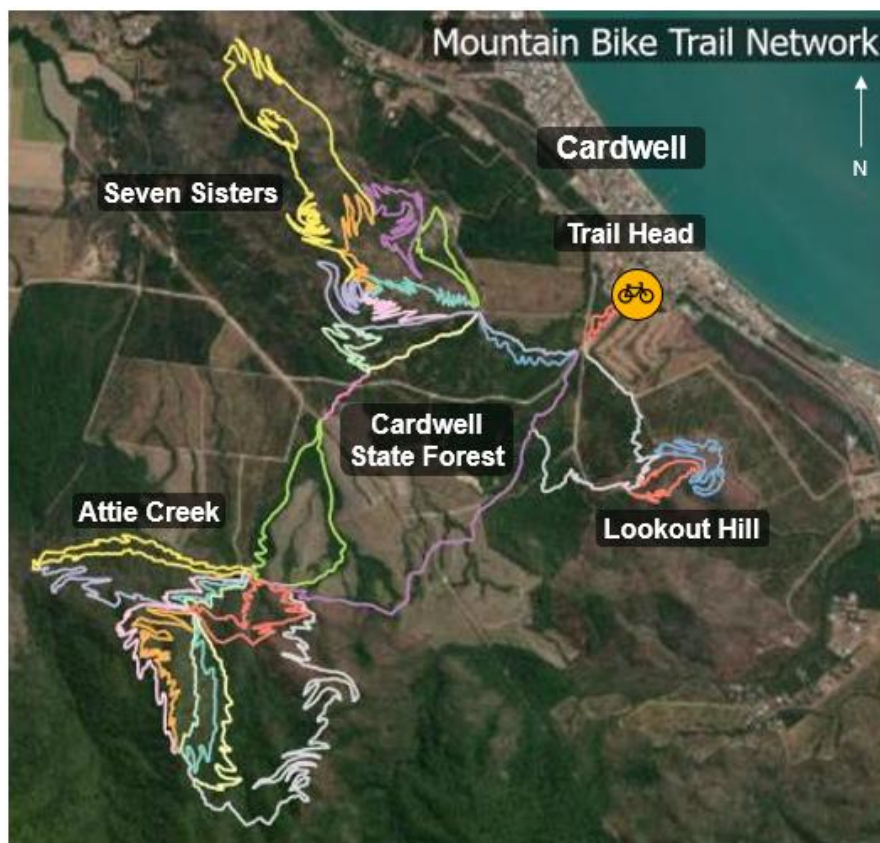 Mountain Bike Trail Network
N
Cardwell
Seven Sisters
Trail Head
Cardwell
State Forest
Attie Creek
Lookout Hill